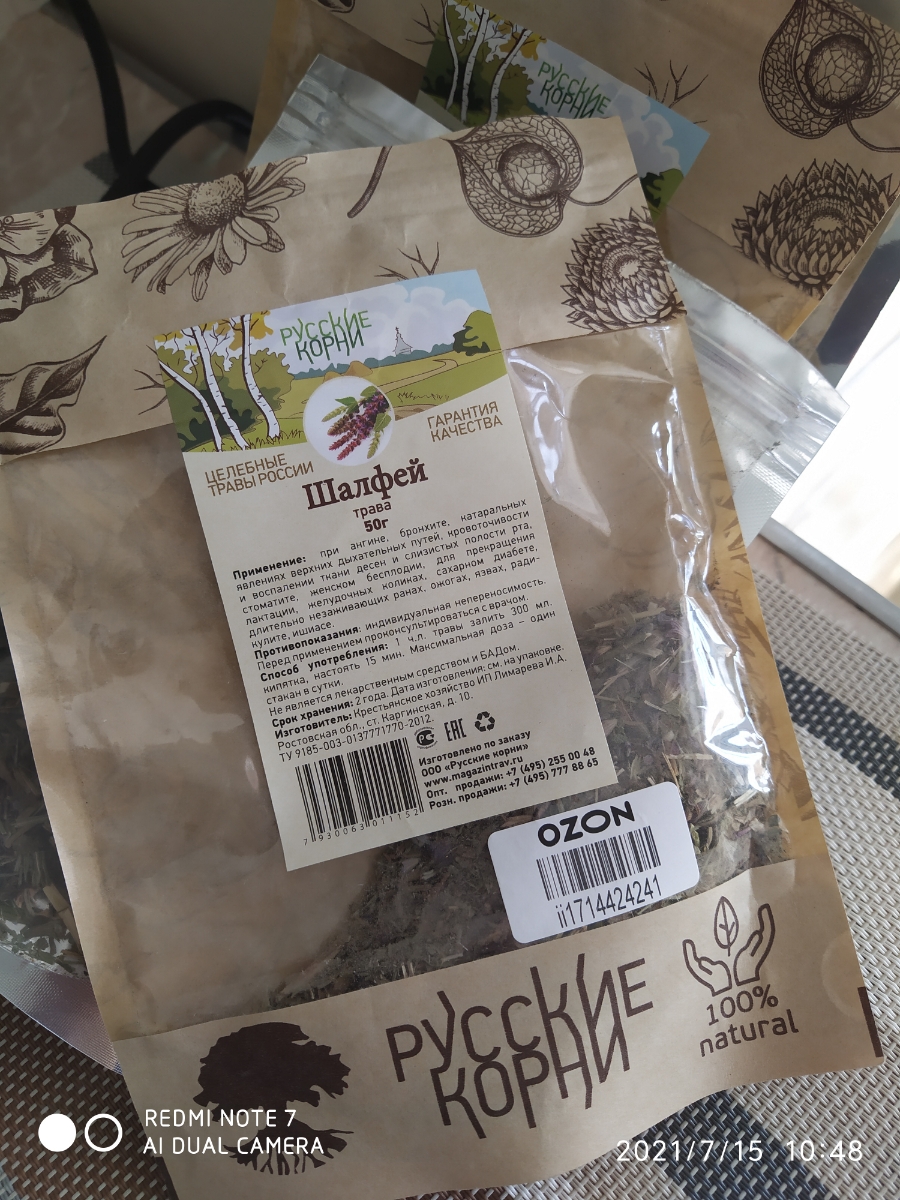 РУССКИЕ
КОРНИ
РУССКИЕ
КОРНИ
ЦЕЛЕБНЫЕ
ТРАВЫ РОССИИ
ГАРАНТИЯ
КАЧЕСТВА
Шалфей
трава
50г
Применение: при ангине, бронхите, катаральных
явлениях верхних дыхательных путей, кровоточивости
и воспалении ткани десен и слизистых полости рта,
стоматите, женском бесплодии, для прекращения
лактации, желудочных коликах, сахарном диабете,
длительно незаживающих ранах, ожогах, язвах, ради-
кулите, ишиасе.
Противопоказания: индивидуальная непереносимость.
Перед применением проконсультироваться с врачом.
Способ употребления: 1 ч.л. травы залить 300 мл.
кипятка, настоять 15 мин. Максимальная доза – один
стакан в сутки.
Не является лекарственным средством и БАДом.
Срок хранения: 2 года. Дата изготовления: см. на упаковке.
Изготовитель: Крестьянское хозяйство ИП Лимарева И.А.
Ростовская обл., ст. Каргинская, д. 10.
ТУ 9185-003-0137771770-2012.
РС ЕАС
Изготовлено по заказу
ООО «Русские корни»
www.magazintrav.ru
Опт. продажи: +7 (495) 255 00 48
Розн. продажи: +7 (495) 777 88 65
7 930063 011152
OZON
ii1714424241
РУССКИЕ
КОРНИ
100%
natural
REDMI NOTE 7
AI DUAL CAMERA
2021/7/15 10:48